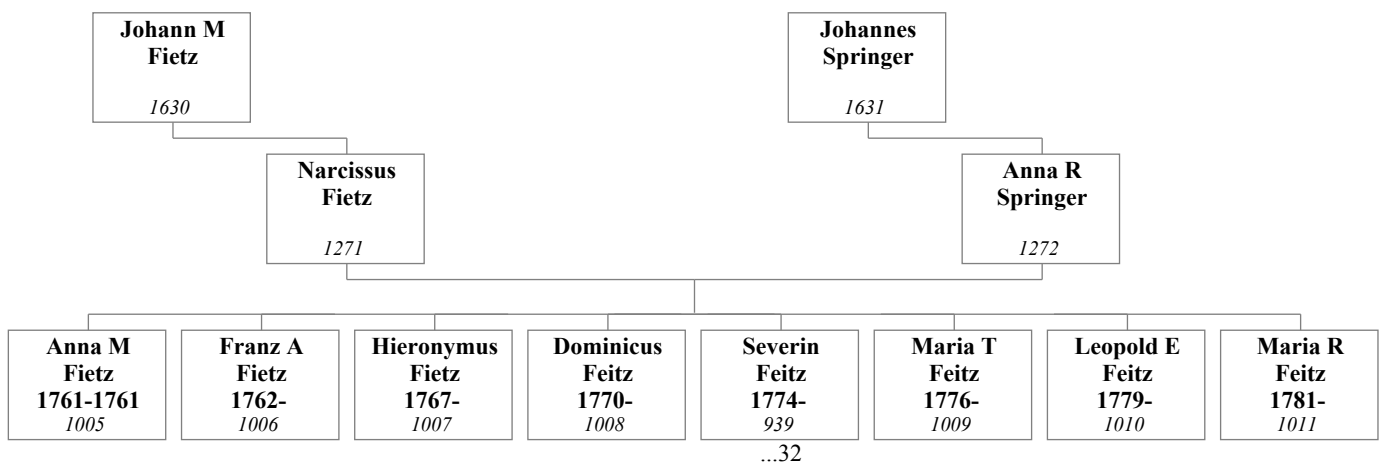 Johann M
Fietz
1630
Johannes
Springer
1631
Narcissus
Fietz
1271
Anna R
Springer
1272
Anna M
Fietz
1761-1761
1005
Franz A
Fietz
1762-
1006
Hieronymus
Fietz
1767-
1007
Dominicus
Feitz
1770-
1008
Severin
Feitz
1774-
939
...32
Maria T
Feitz
1776-
1009
Leopold E
Feitz
1779-
1010
Maria R
Feitz
1781-
1011